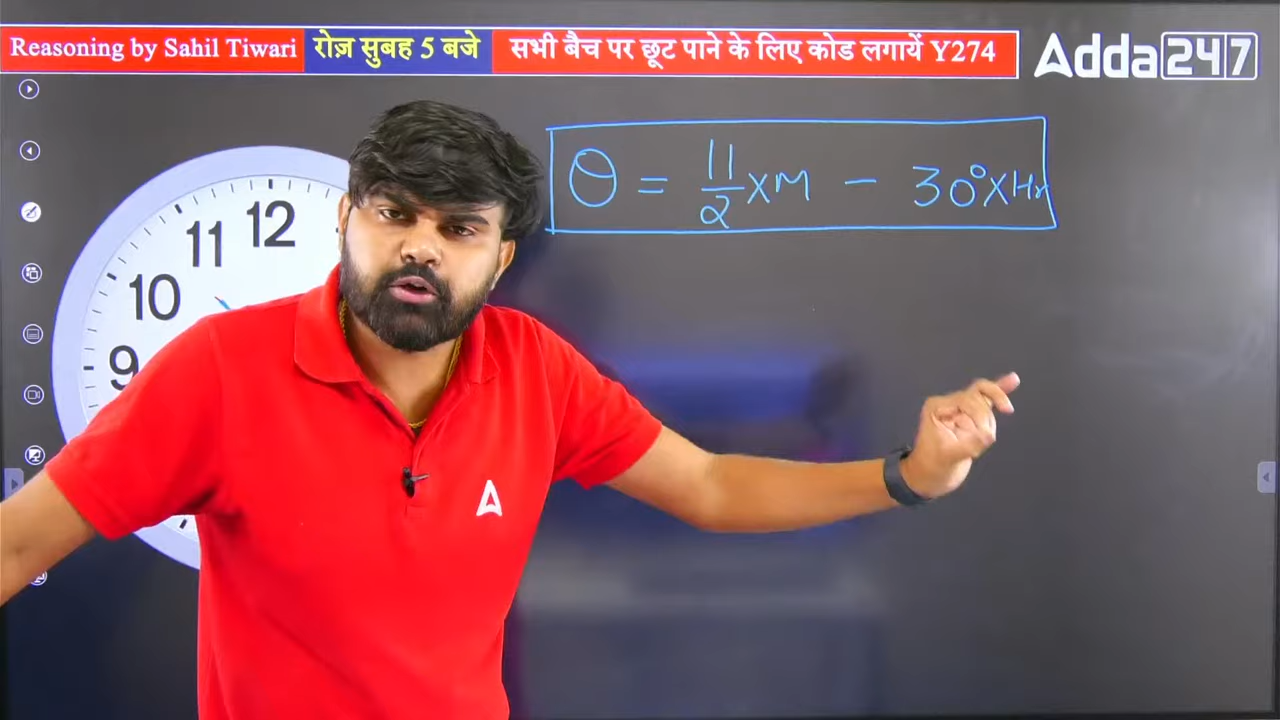 Reasoning by Sahil Tiwari रोज़ सुबह 5 बजे सभी बैच पर छूट पाने के लिए कोड लगायें Y274 Adda247
θ = 11/2 × M − 30° × Hr
12
11
10
9